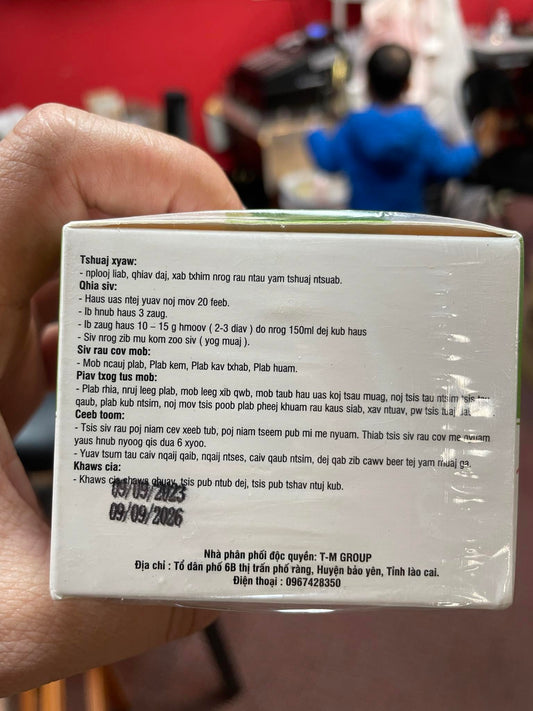 Tshuaj xyaw:
- nplooj liab, qhiav daj, xab txhim nrog rau ntau yam tshuaj ntsuab.
Qhia siv:
- Haus uas ntej yuav noj mov 20 feeb.
- Ib hnub haus 3 zaug.
- Ib zaug haus 10 – 15 g hmoov ( 2-3 diav ) do nrog 150ml dej kub haus
- Siv nrog zib mu kom zoo siv ( yog muaj ).
Siv rau cov mob:
- Mob ncauj plab, Plab kem, Plab kav txhab, Plab huam.
Piav txog tus mob:
- Plab rhia, nruj leeg plab, mob leeg xib qwb, mob taub hau uas koj tsau muag, noj tsis tau ntsim tsis
qaub, plab kub ntsim, noj mov tsis poob plab pheej khuam rau kaus siab, xav ntuav, pw tsis
Ceeb toom:
- Tsis siv rau poj niam cev xeeb tub, poj niam tseem pub mi me nyuam. Thiab tsis siv rau cov me nyuam
yaus hnub nyoog qis dua 6 xyoo.
- Yuav tsum tau caiv nqaij qaib, nqaij ntses, caiv qaub ntsim, dej qab zib cawv beer tej yam muaj ga.
Khaws cia:
- Khaws cia qhuav, tsis pub ntub dej, tsis pub tshav ntuj kub.
09/09/2023
09/09/2026
Nhà phân phối độc quyền: T-M GROUP
Địa chỉ : Tổ dân phố 6B thị trấn phố ràng, Huyện bảo yên, Tỉnh lào cai.
Điện thoại : 0967428350